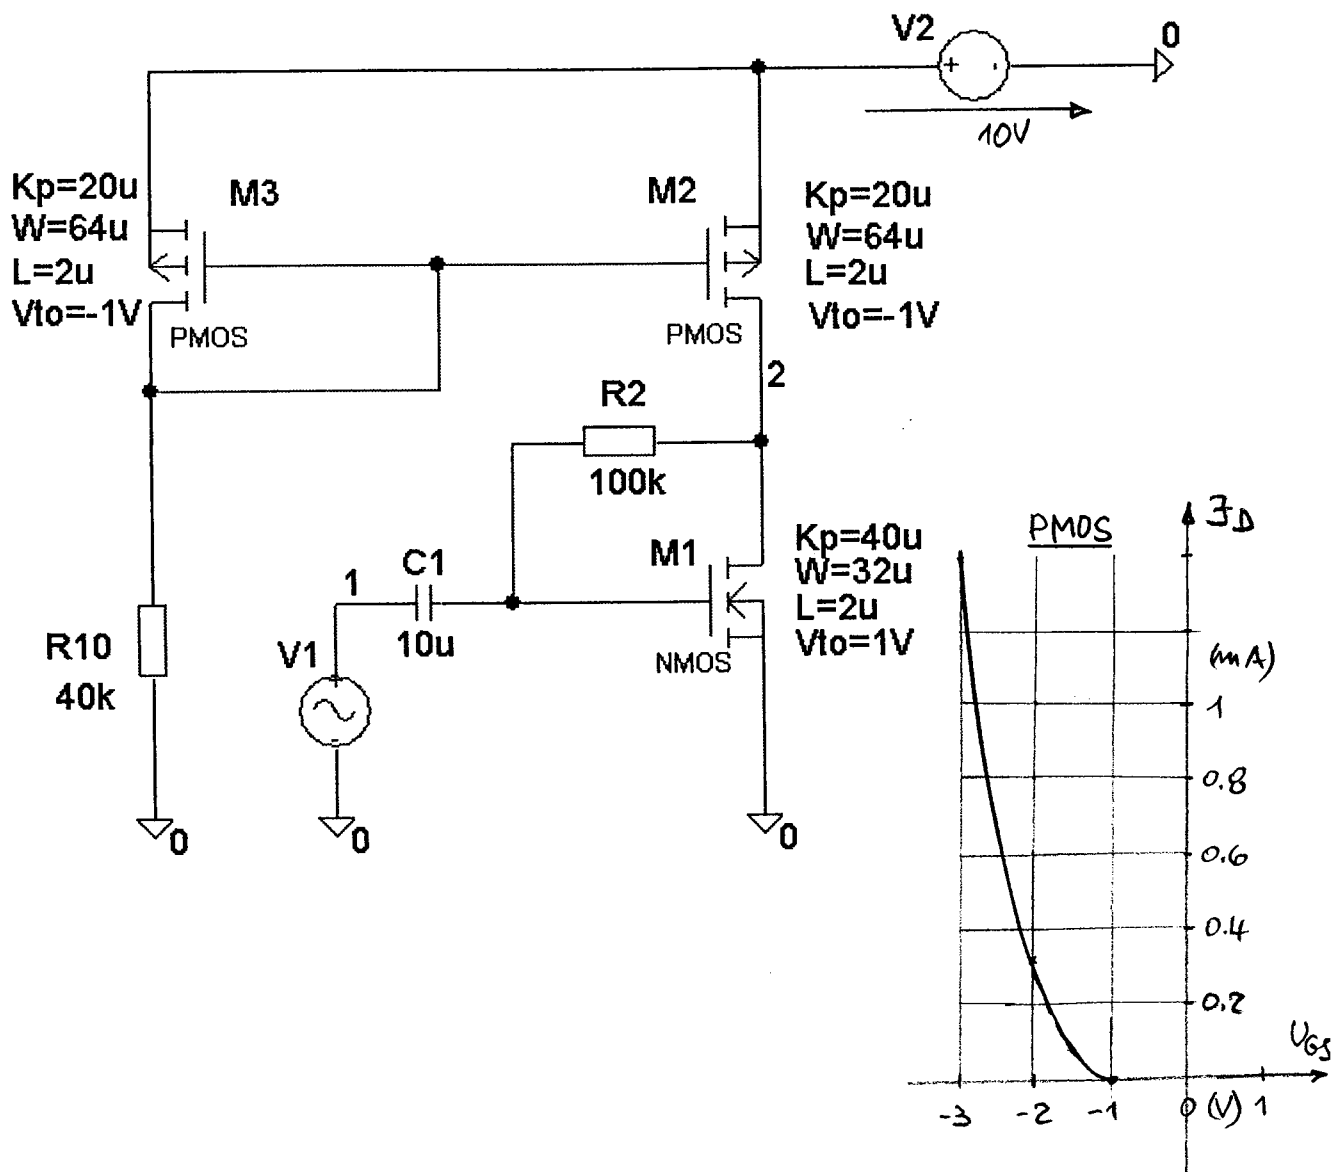 V2
0
+ -
10V
Kp=20u
W=64u
L=2u
Vto=-1V
M3
PMOS
M2
Kp=20u
W=64u
L=2u
Vto=-1V
PMOS
2
R2
100k
M1
Kp=40u
W=32u
L=2u
Vto=1V
NMOS
1
C1
10u
V1
+
-
R10
40k
0
0
0
PMOS
ID
(mA)
1
0.8
0.6
0.4
0.2
UGS
-3 -2 -1 0 (V) 1